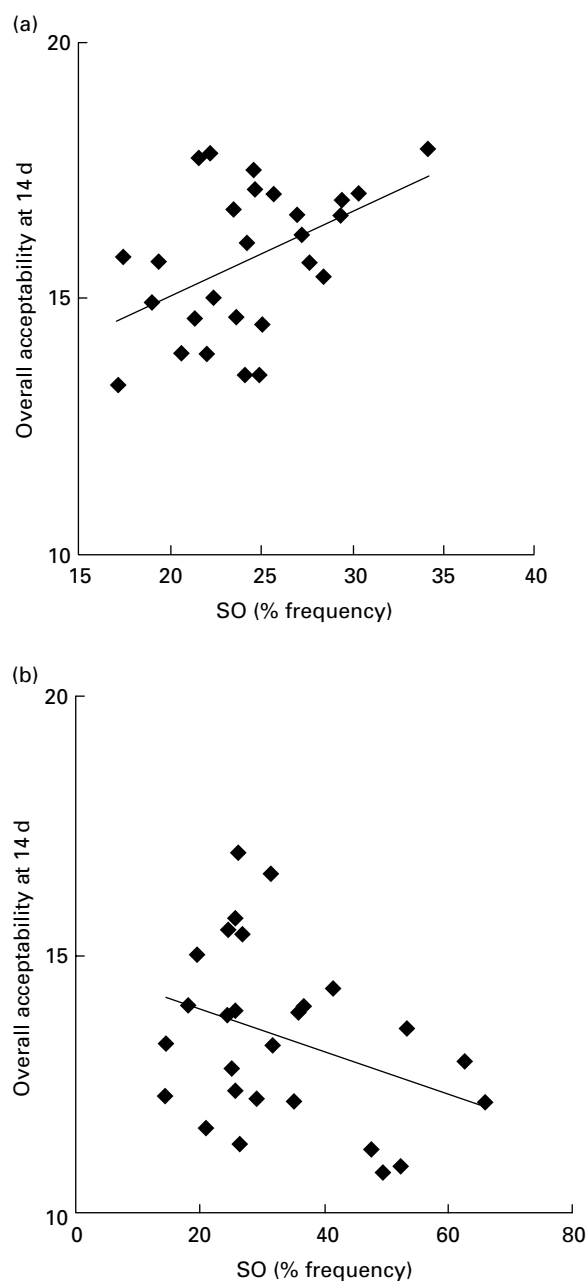 (a)
20
15
10
Overall acceptability at 14 d
15 20 25 30 35 40
SO (% frequency)
(b)
20
15
10
Overall acceptability at 14 d
0 20 40 60 80
SO (% frequency)